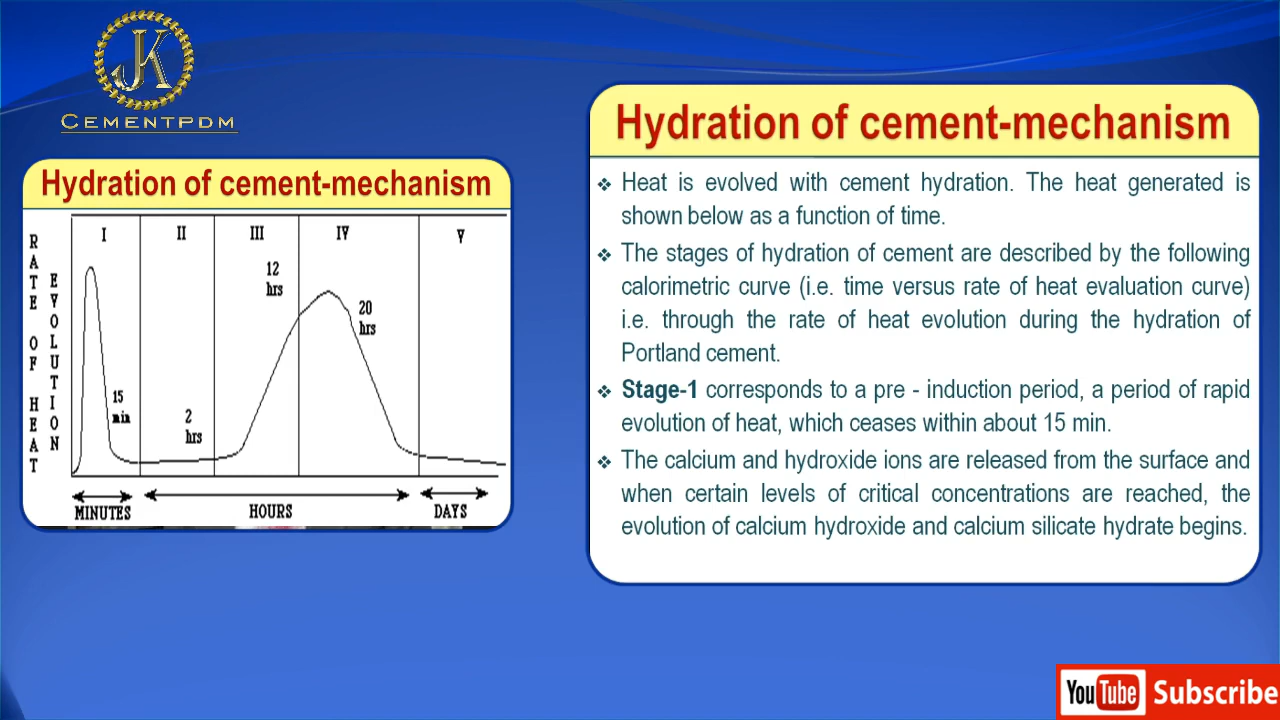 JK
CEMENTPDM
Hydration of cement-mechanism
RATE OF HEAT
EVOLUTION
I II III IV V
15
min
2
hrs
12
hrs
20
hrs
MINUTES HOURS DAYS
Hydration of cement-mechanism
❖ Heat is evolved with cement hydration. The heat generated is
shown below as a function of time.
❖ The stages of hydration of cement are described by the following
calorimetric curve (i.e. time versus rate of heat evaluation curve)
i.e. through the rate of heat evolution during the hydration of
Portland cement.
❖ Stage-1 corresponds to a pre - induction period, a period of rapid
evolution of heat, which ceases within about 15 min.
❖ The calcium and hydroxide ions are released from the surface and
when certain levels of critical concentrations are reached, the
evolution of calcium hydroxide and calcium silicate hydrate begins.
YouTube Subscribe